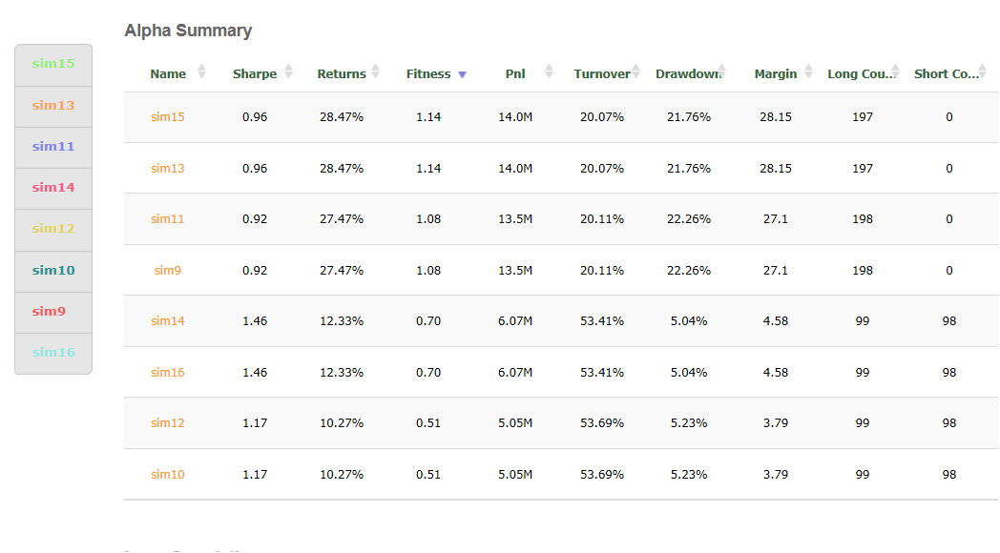 Alpha Summary
sim15
sim13
sim11
sim14
sim12
sim10
sim9
sim16
Name Sharpe Returns Fitness Pnl Turnover Drawdown Margin Long Cou... Short Co...
sim15 0.96 28.47% 1.14 14.0M 20.07% 21.76% 28.15 197 0
sim13 0.96 28.47% 1.14 14.0M 20.07% 21.76% 28.15 197 0
sim11 0.92 27.47% 1.08 13.5M 20.11% 22.26% 27.1 198 0
sim9 0.92 27.47% 1.08 13.5M 20.11% 22.26% 27.1 198 0
sim14 1.46 12.33% 0.70 6.07M 53.41% 5.04% 4.58 99 98
sim16 1.46 12.33% 0.70 6.07M 53.41% 5.04% 4.58 99 98
sim12 1.17 10.27% 0.51 5.05M 53.69% 5.23% 3.79 99 98
sim10 1.17 10.27% 0.51 5.05M 53.69% 5.23% 3.79 99 98